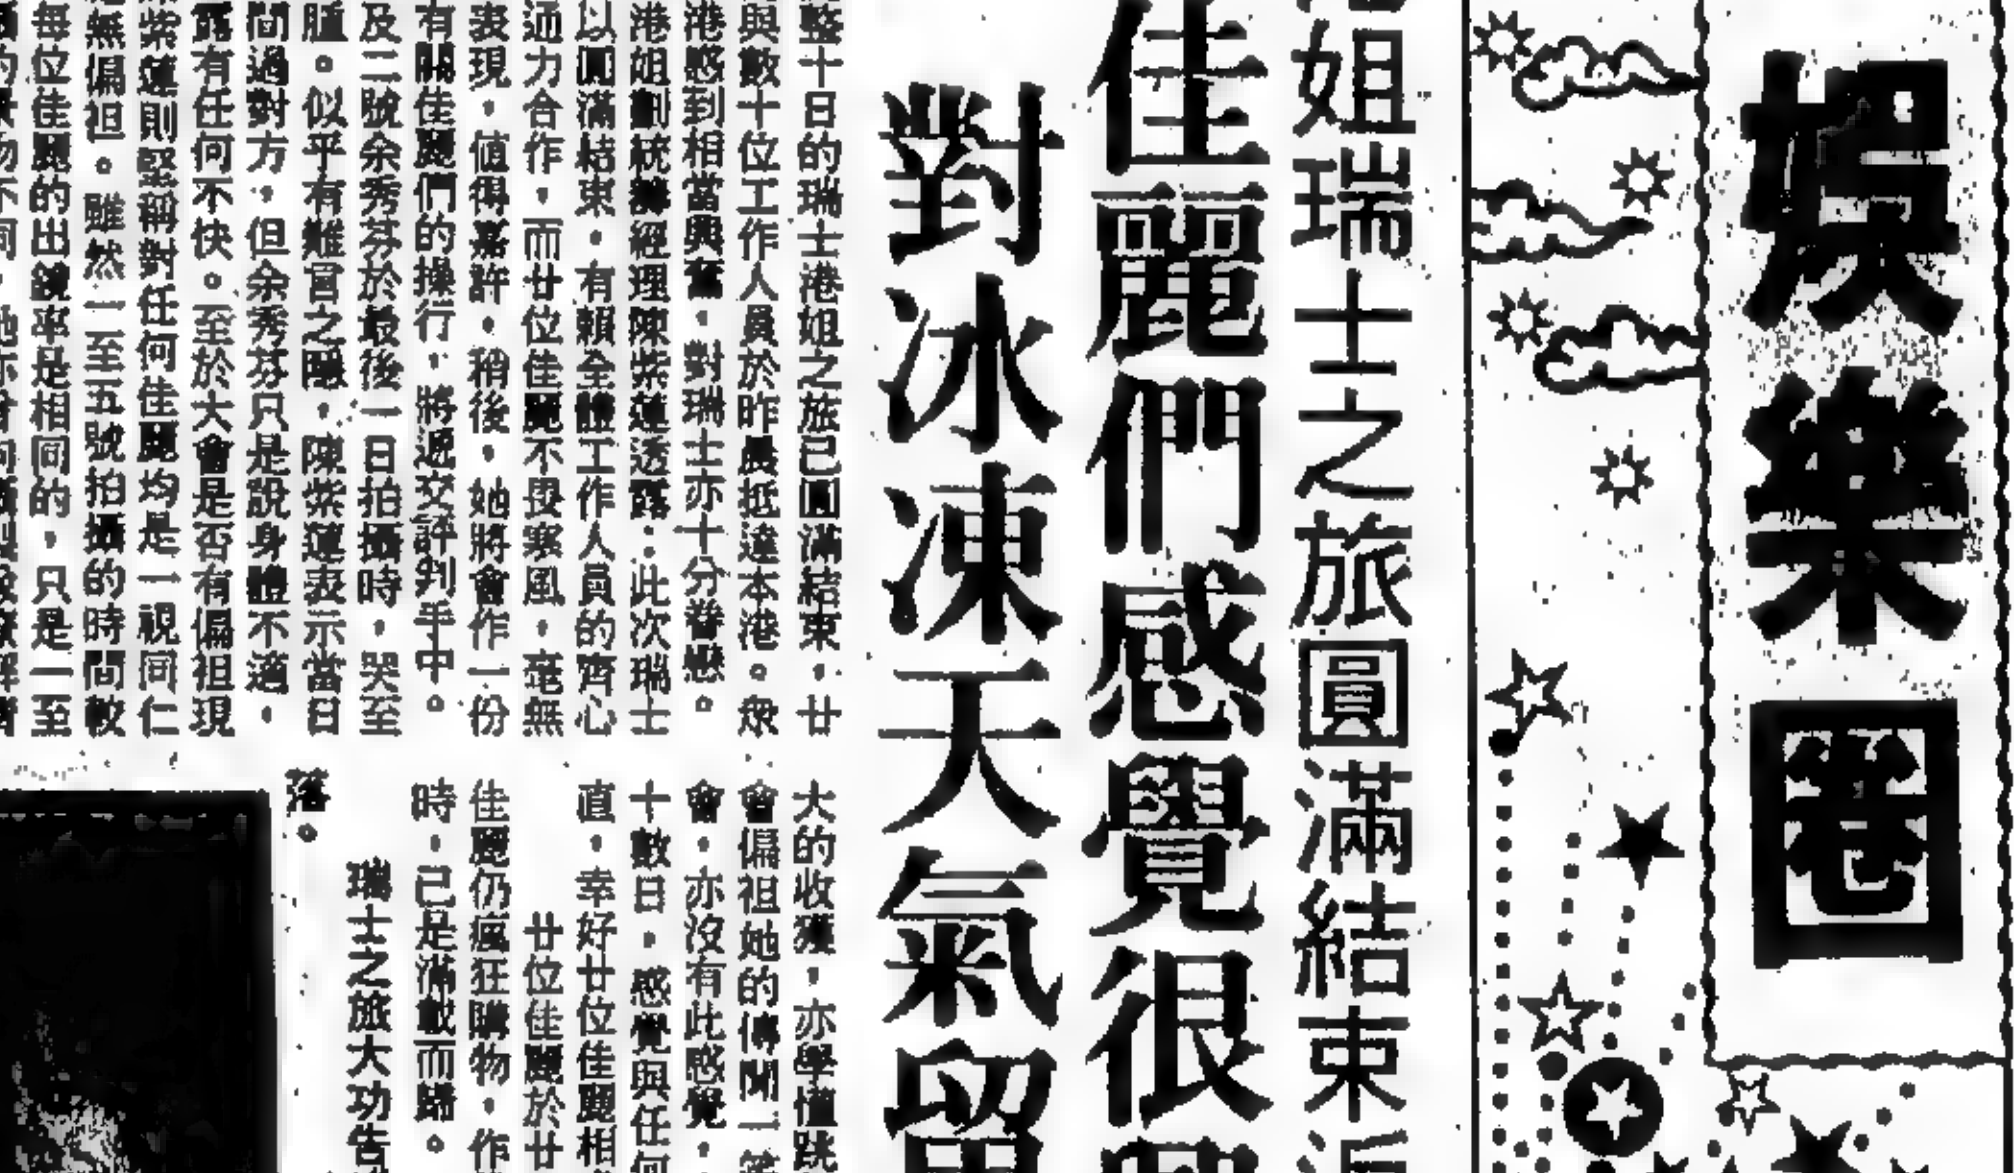 娛樂圈
姐瑞士之旅圓滿結束
佳麗們感覺很
對冰凍天氣留
整十日的瑞士港姐之旅已圓滿結束，廿
與數十位工作人員於昨晨抵達本港。衆
港感到相當興奮，對瑞士亦十分眷戀。
港姐劃統籌經理陳紫蓮透露：此次瑞士
以圓滿結束，有賴全體工作人員的齊心
通力合作，而廿位佳麗不畏寒風，毫無
表現，值得嘉許，稍後，她將會作一份
有關佳麗們的操行，將遞交評判手中。
及二號余秀芬於最後一日拍攝時，哭至
腫。似乎有難言之隱，陳紫蓮表示當日
問過對方，但余秀芬只是說身體不適，
露有任何不快。至於大會是否有偏袒現
紫蓮則堅稱對任何佳麗均是一視同仁
無偏袒。雖然一至五號拍攝的時間較
每位佳麗的出鏡率是相同的，只是一至
大的收獲，亦學懂跳
會偏袒她的傳聞一笑
會，亦沒有此感覺，
十數日，感覺與任何
直，幸好廿位佳麗相
廿位佳麗於廿
佳麗仍瘋狂購物，作
時，已是滿載而歸。
瑞士之旅大功告
落。